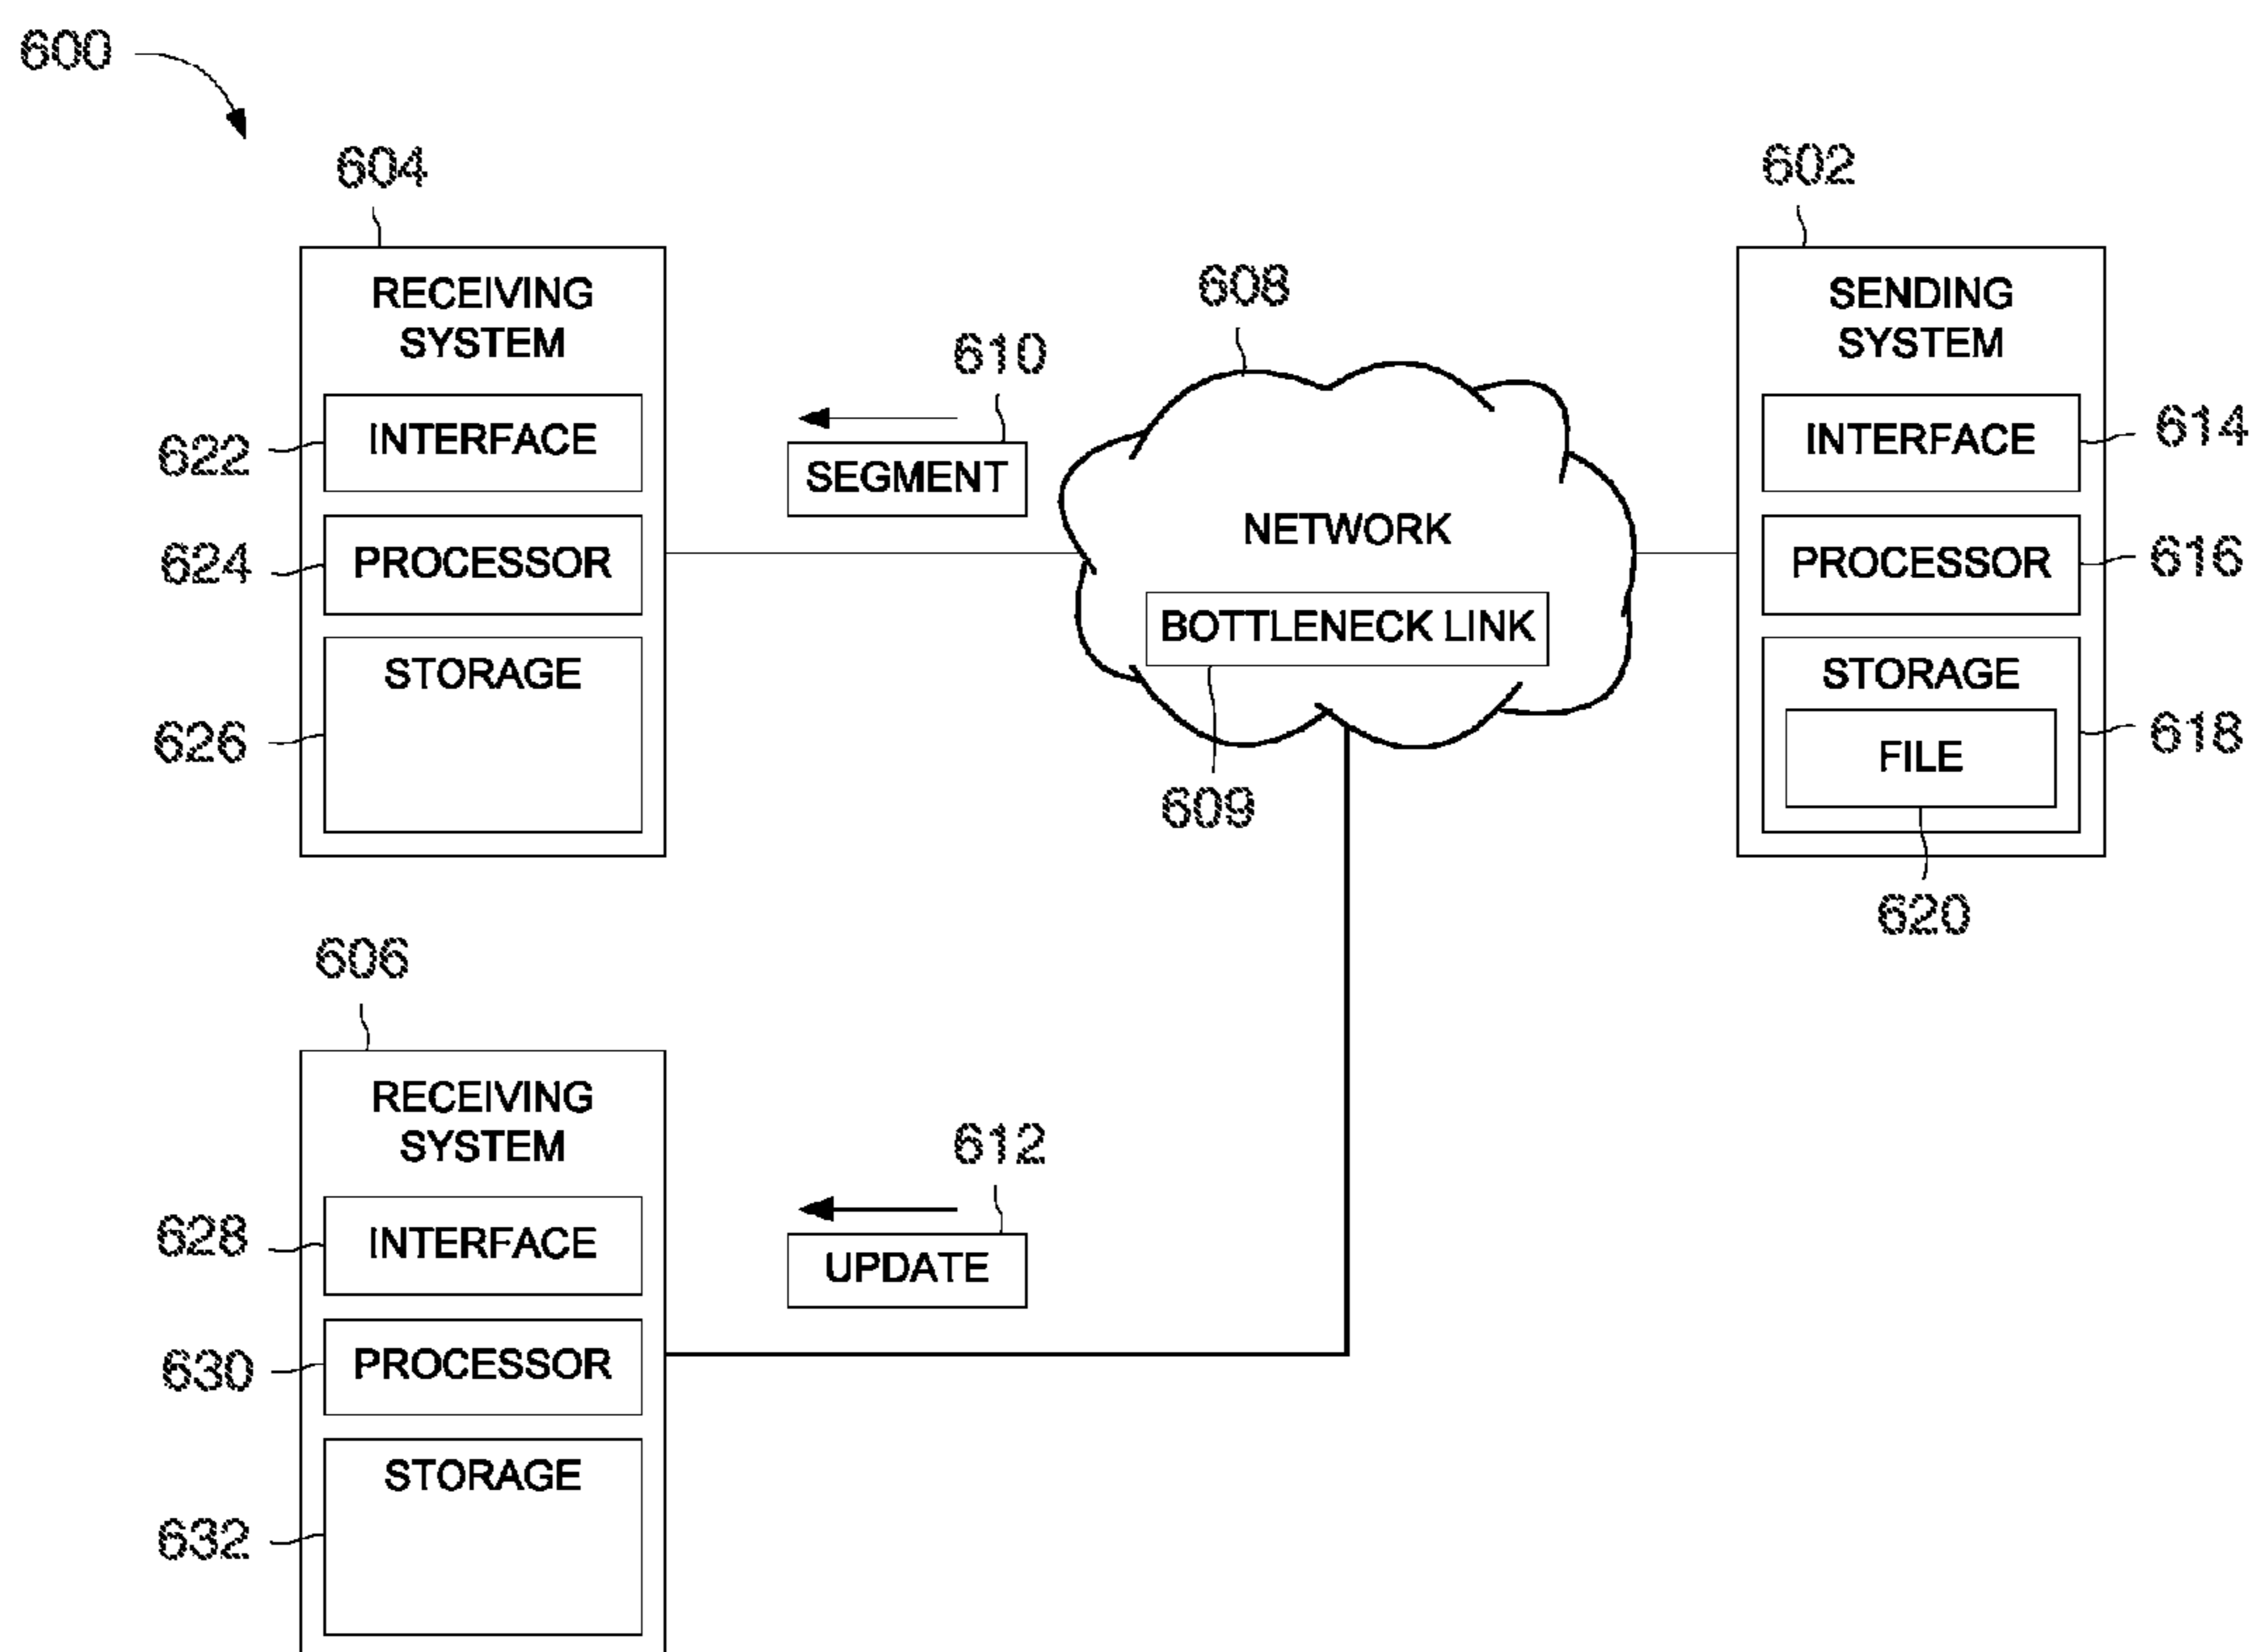 600
604
602
RECEIVING
SYSTEM
608
SENDING
SYSTEM
610
INTERFACE
622
SEGMENT
INTERFACE
614
NETWORK
PROCESSOR
624
PROCESSOR
616
BOTTLENECK LINK
STORAGE
626
STORAGE
618
FILE
609
620
606
RECEIVING
SYSTEM
612
INTERFACE
628
UPDATE
PROCESSOR
630
STORAGE
632